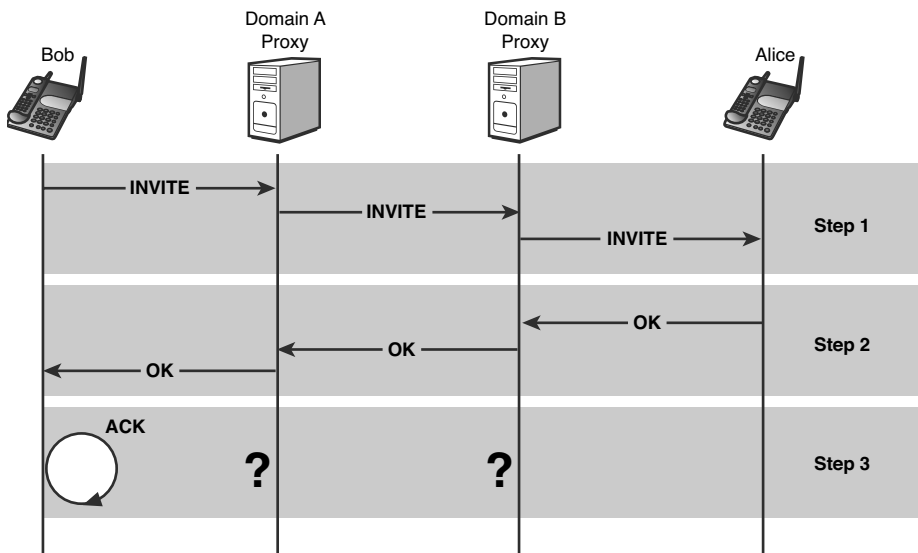 Bob
Domain A
Proxy
Domain B
Proxy
Alice
INVITE
INVITE
INVITE
Step 1
OK
OK
OK
Step 2
ACK
?
?
Step 3